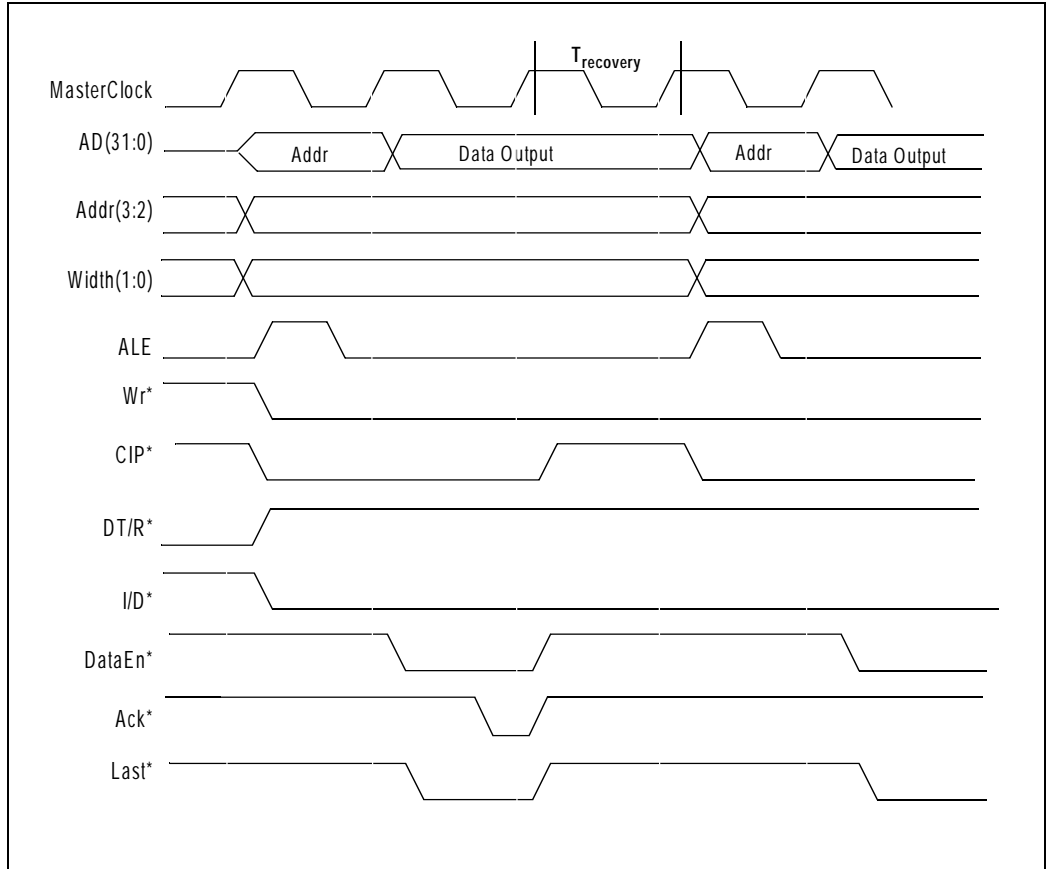 T recovery
MasterClock
AD(31:0) Addr Data Output Addr Data Output
Addr(3:2)
Width(1:0)
ALE
Wr*
CIP*
DT/R*
I/D*
DataEn*
Ack*
Last*